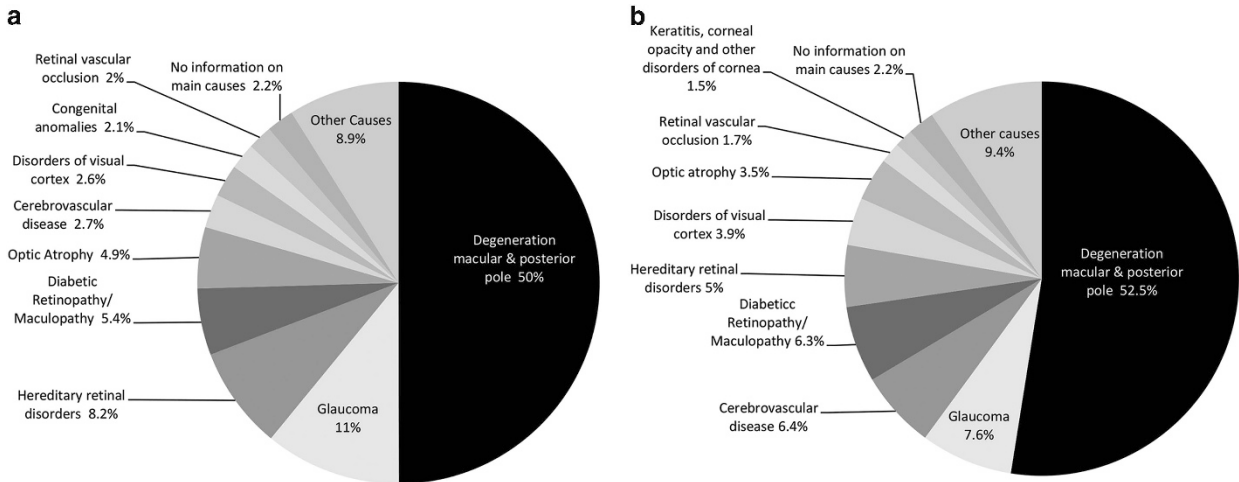 a
Retinal vascular
occlusion 2%
No information on
main causes 2.2%
Congenital
anomalies 2.1%
Other Causes
8.9%
Disorders of visual
cortex 2.6%
Cerebrovascular
disease 2.7%
Optic Atrophy 4.9%
Diabetic
Retinopathy/
Maculopathy 5.4%
Hereditary retinal
disorders 8.2%
Glaucoma
11%
Degeneration
macular & posterior
pole 50%
b
Keratitis, corneal
opacity and other
disorders of cornea
1.5%
No information on
main causes 2.2%
Retinal vascular
occlusion 1.7%
Other causes
9.4%
Optic atrophy 3.5%
Disorders of visual
cortex 3.9%
Hereditary retinal
disorders 5%
Diabeticc
Retinopathy/
Maculopathy 6.3%
Cerebrovascular
disease 6.4%
Glaucoma
7.6%
Degeneration
macular & posterior
pole 52.5%